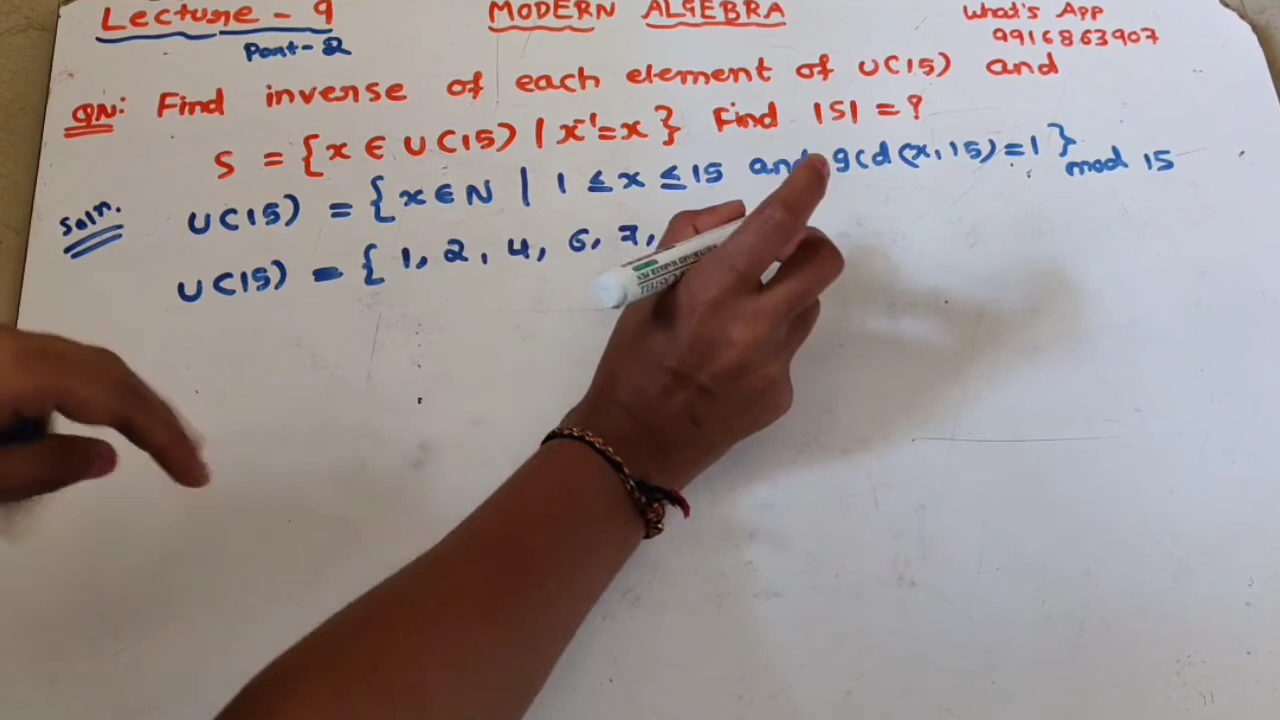 Lecture - 9
Part - 2
MODERN ALGEBRA
What's App
9916863907
QN: Find inverse of each element of U(15) and
S = {x ∈ U(15) | x⁻¹=x} Find |S| = ?
Soln.
U(15) = {x ∈ N | 1 ≤ x ≤ 15 and gcd(x, 15) = 1} mod 15
U(15) = { 1, 2, 4, 6, 7,